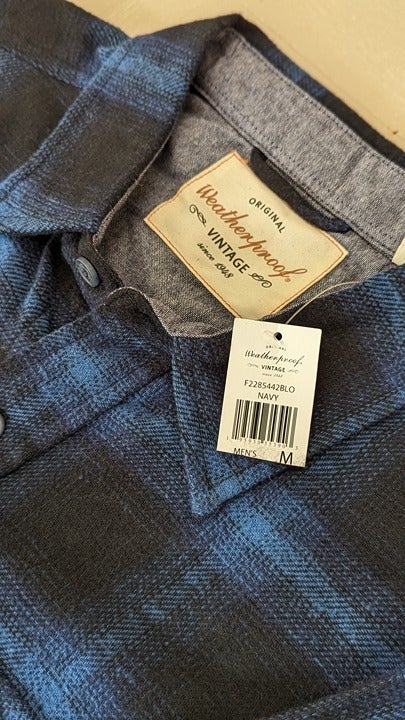 ORIGINAL
Weatherproof.
VINTAGE
since 1948
ORIGINAL
Weatherproof.
VINTAGE
since 1948
F2285442BLO
NAVY
MEN'S M